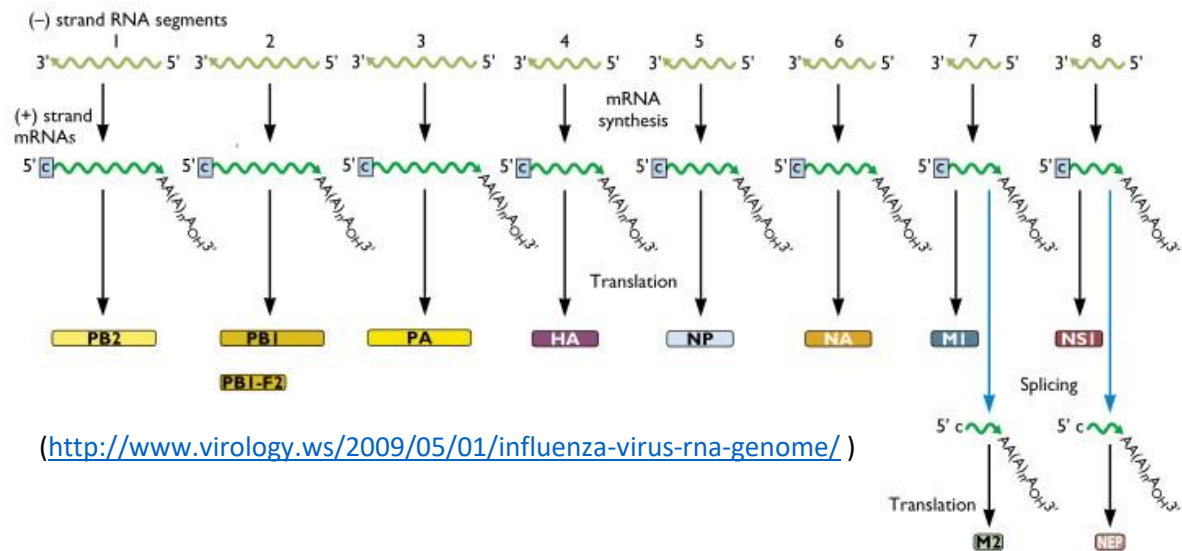 (–) strand RNA segments
1 2 3 4 5 6 7 8
3' 5' 3' 5' 3' 5' 3' 5' 3' 5' 3' 5' 3' 5' 3' 5'
(+) strand
mRNAs
mRNA
synthesis
5' C 5' C 5' C 5' C 5' C 5' C 5' C 5' C
AA(A)nAOH3' AA(A)nAOH3' AA(A)nAOH3' AA(A)nAOH3' AA(A)nAOH3' AA(A)nAOH3' AA(A)nAOH3' AA(A)nAOH3'
Translation
PB2 PB1 PA HA NP NA M1 NS1
PB1-F2
Splicing
(http://www.virology.ws/2009/05/01/influenza-virus-rna-genome/ )
5' c 5' c
AA(A)nAOH3' AA(A)nAOH3'
Translation
M2 NEP